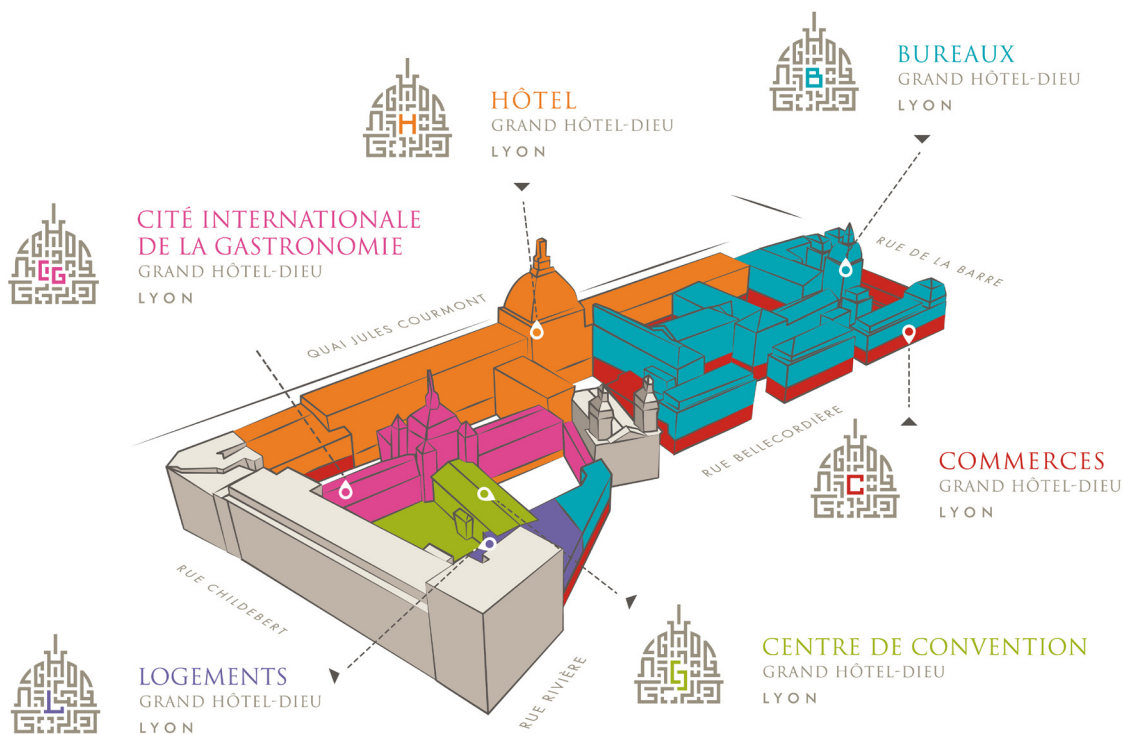 BUREAUX
GRAND HÔTEL-DIEU
LYON
B
HÔTEL
GRAND HÔTEL-DIEU
LYON
H
CITÉ INTERNATIONALE
DE LA GASTRONOMIE
GRAND HÔTEL-DIEU
LYON
CG
QUAI JULES COURMONT
RUE DE LA BARRE
RUE BELLECORDIÈRE
COMMERCES
GRAND HÔTEL-DIEU
LYON
C
RUE CHILDEBERT
RUE RIVIÈRE
LOGEMENTS
GRAND HÔTEL-DIEU
LYON
L
CENTRE DE CONVENTION
GRAND HÔTEL-DIEU
LYON